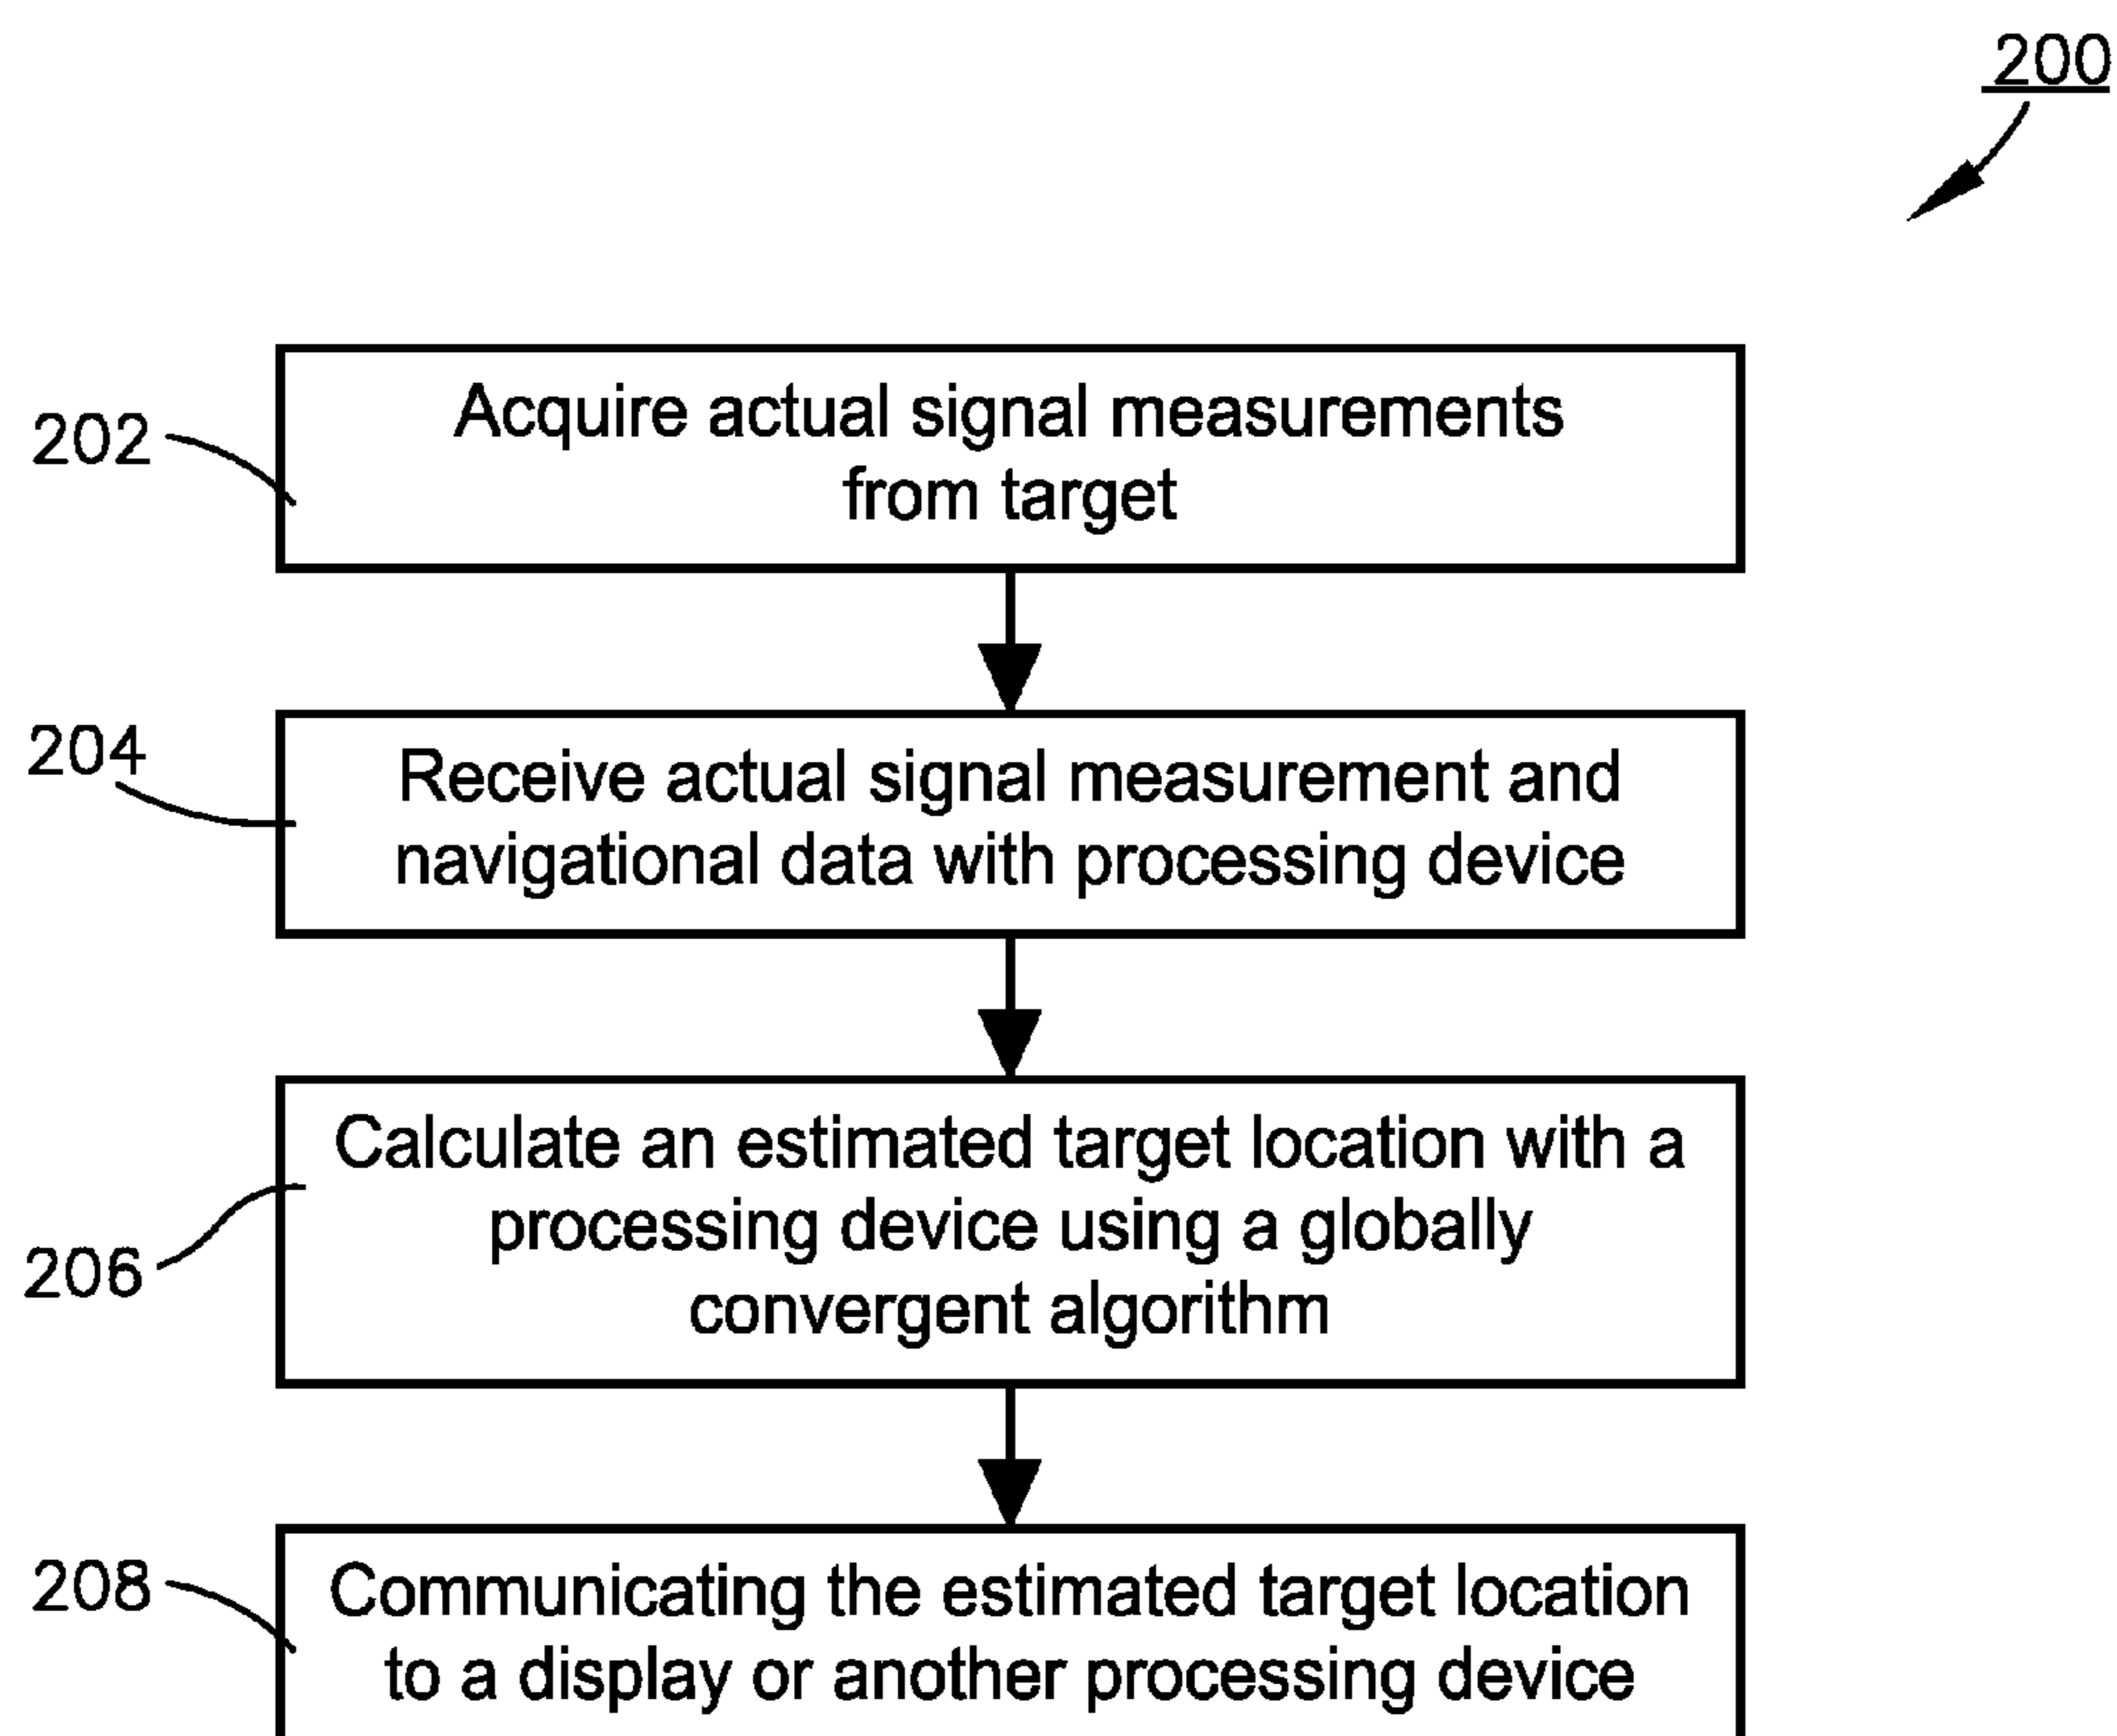 200
202
Acquire actual signal measurements
from target
204
Receive actual signal measurement and
navigational data with processing device
206
Calculate an estimated target location with a
processing device using a globally
convergent algorithm
208
Communicating the estimated target location
to a display or another processing device